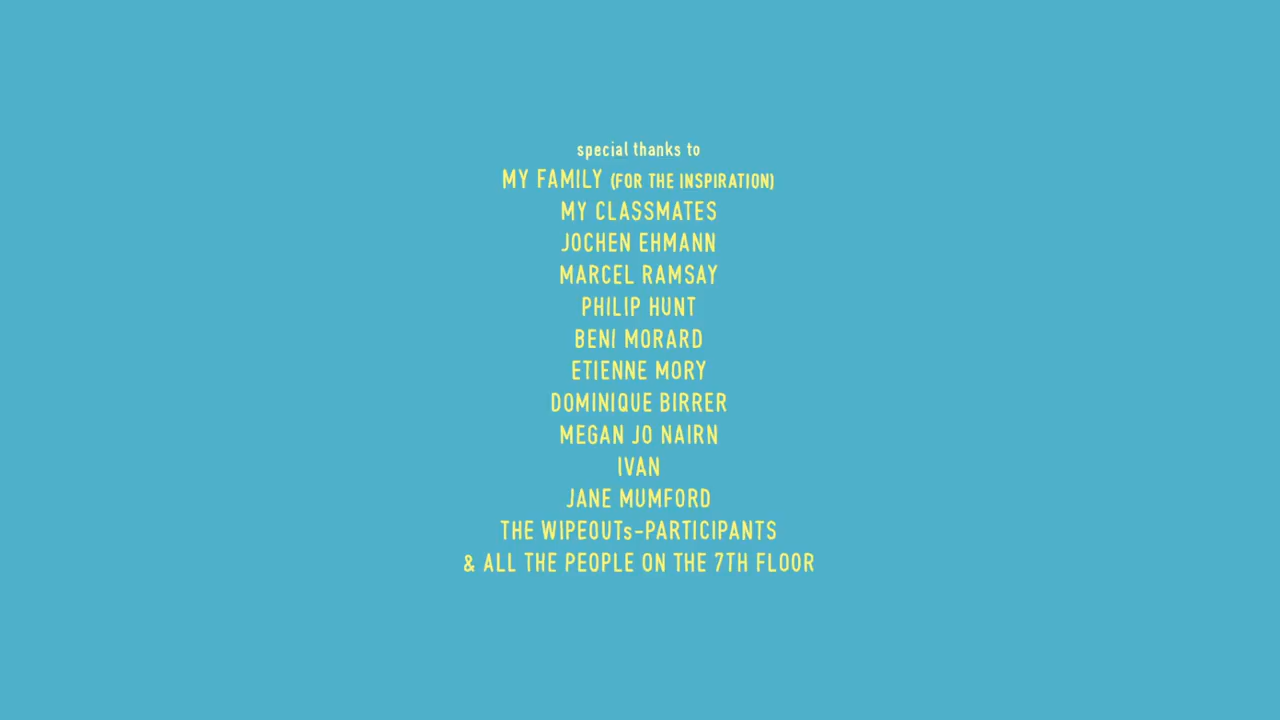 special thanks to
MY FAMILY (FOR THE INSPIRATION)
MY CLASSMATES
JOCHEN EHMANN
MARCEL RAMSAY
PHILIP HUNT
BENI MORARD
ETIENNE MORY
DOMINIQUE BIRRER
MEGAN JO NAIRN
IVAN
JANE MUMFORD
THE WIPEOUTs-PARTICIPANTS
& ALL THE PEOPLE ON THE 7TH FLOOR